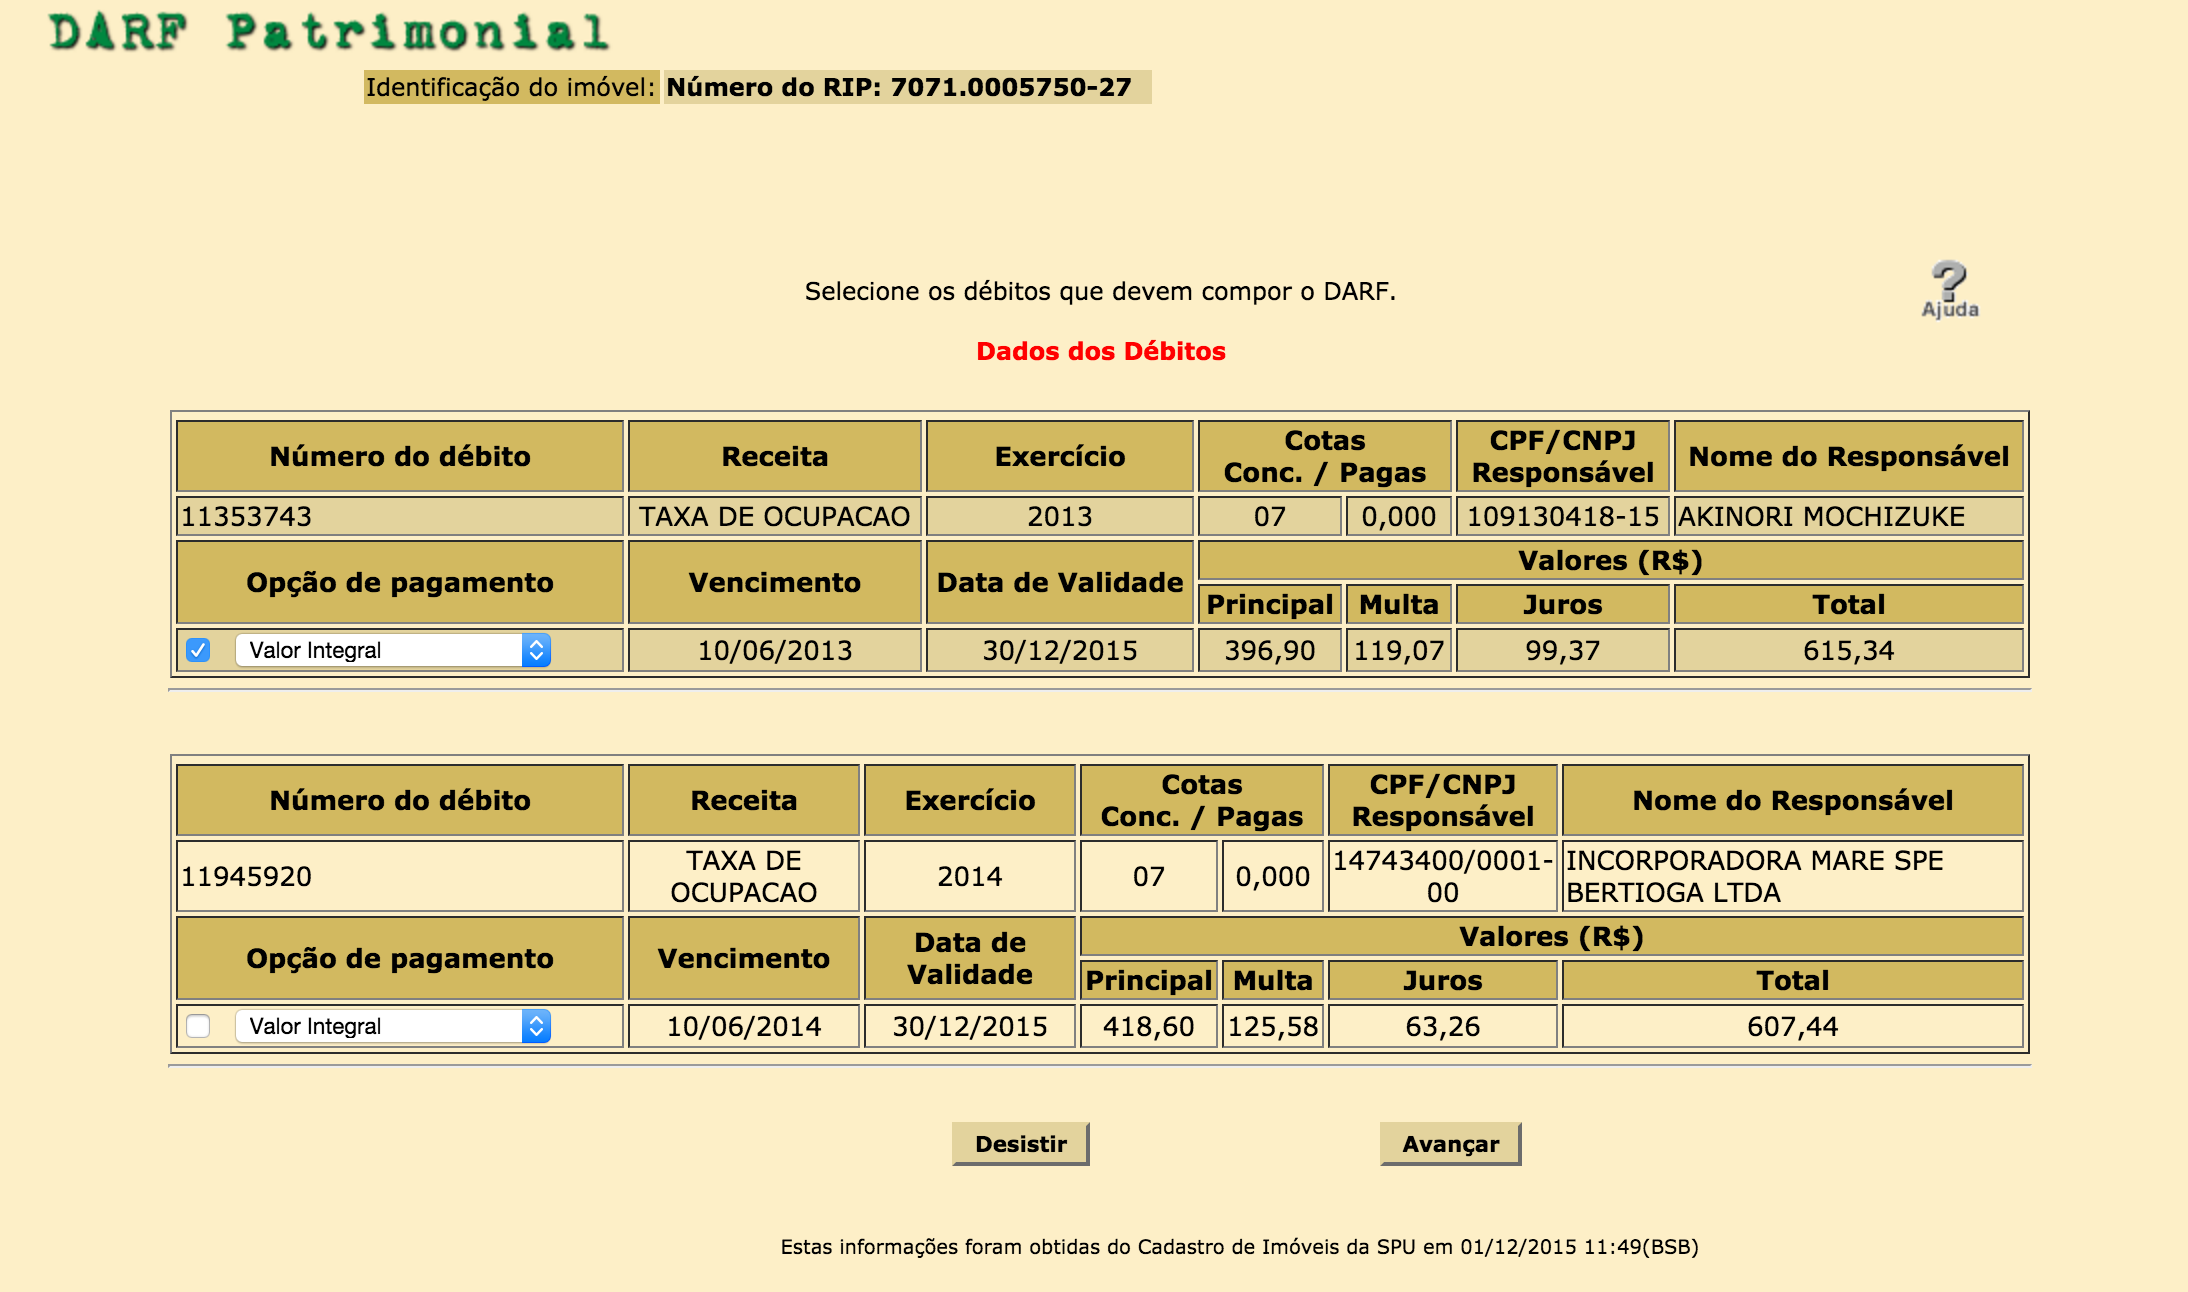 DARF Patrimonial
Identificação do imóvel: Número do RIP: 7071.0005750-27
Selecione os débitos que devem compor o DARF.
Ajuda
Dados dos Débitos
Número do débito Receita Exercício Cotas Conc. / Pagas CPF/CNPJ Responsável Nome do Responsável
11353743 TAXA DE OCUPACAO 2013 07 0,000 109130418-15 AKINORI MOCHIZUKE
Opção de pagamento Vencimento Data de Validade Valores (R$)
Principal Multa Juros Total
Valor Integral 10/06/2013 30/12/2015 396,90 119,07 99,37 615,34
Número do débito Receita Exercício Cotas Conc. / Pagas CPF/CNPJ Responsável Nome do Responsável
11945920 TAXA DE OCUPACAO 2014 07 0,000 14743400/0001-00 INCORPORADORA MARE SPE BERTIOGA LTDA
Opção de pagamento Vencimento Data de Validade Valores (R$)
Principal Multa Juros Total
Valor Integral 10/06/2014 30/12/2015 418,60 125,58 63,26 607,44
Desistir Avançar
Estas informações foram obtidas do Cadastro de Imóveis da SPU em 01/12/2015 11:49(BSB)